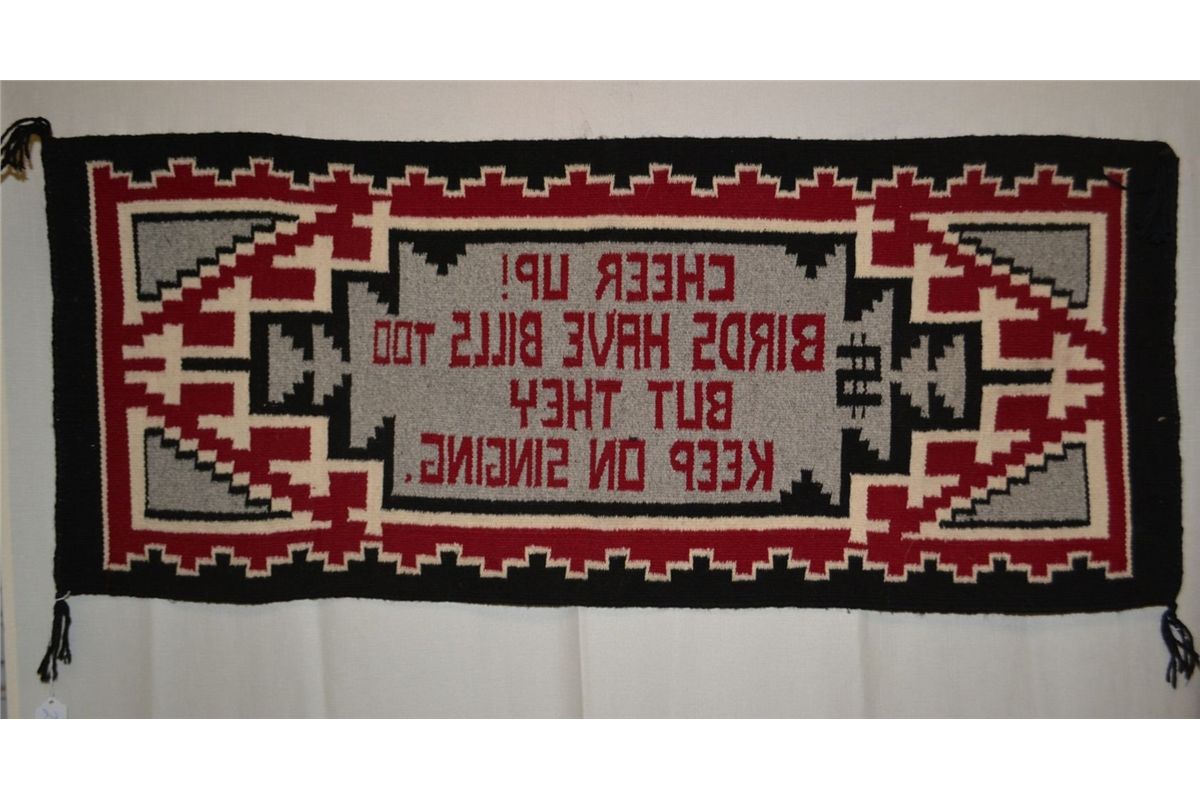 CHEER UP!
BIRDS HAVE BILLS TOO
BUT THEY
KEEP ON SINGING.